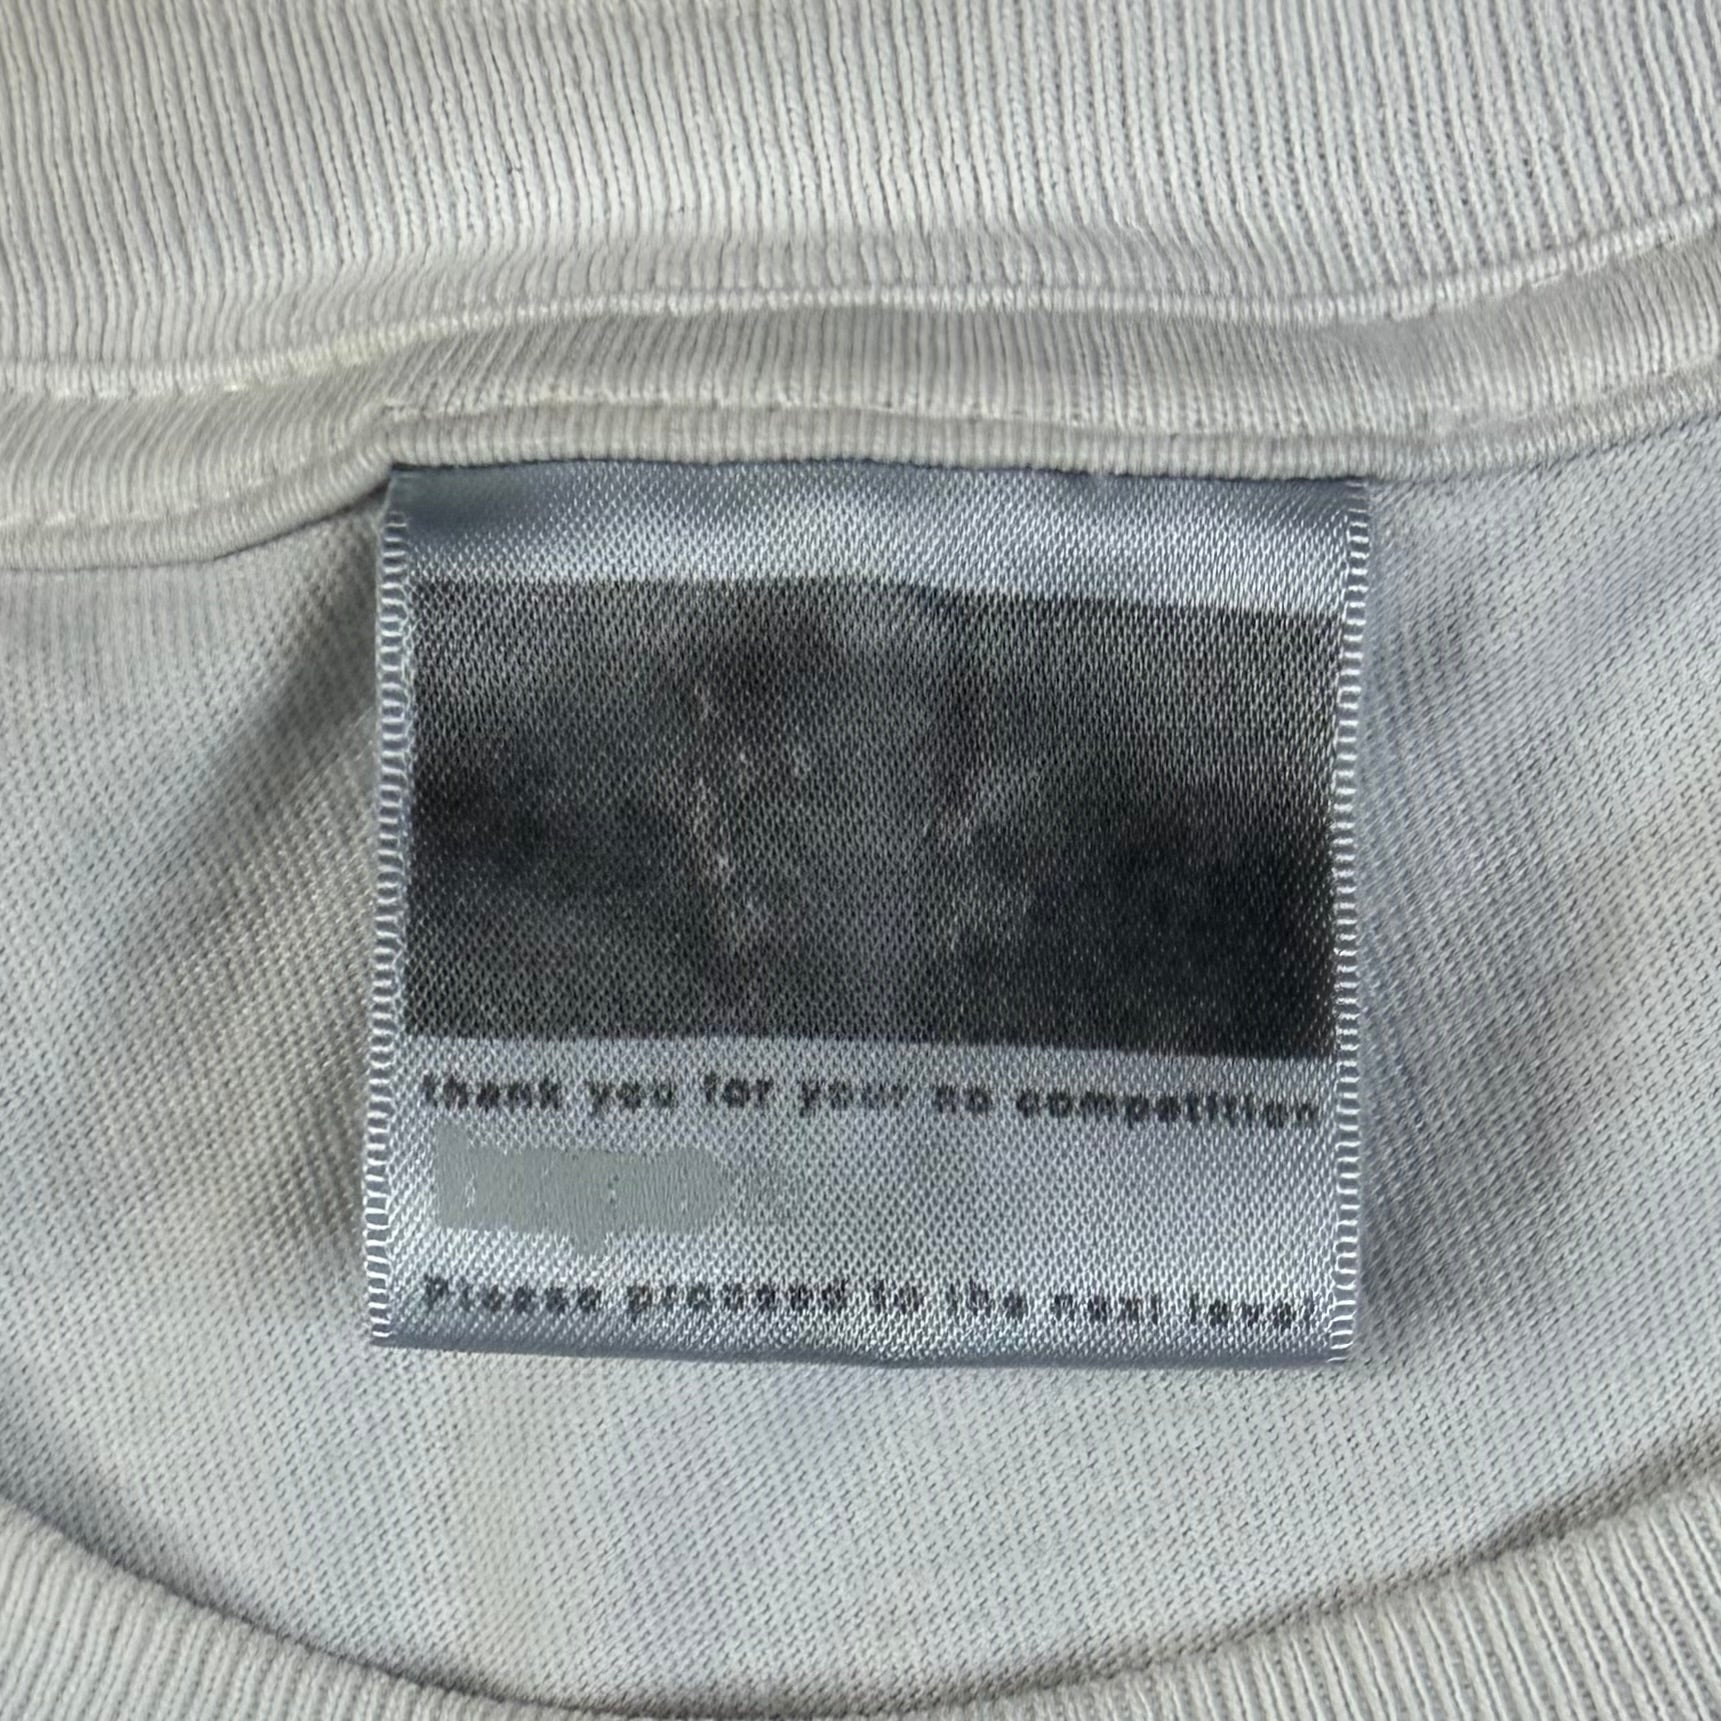 thank you for your no competition
Please proceed to the next level